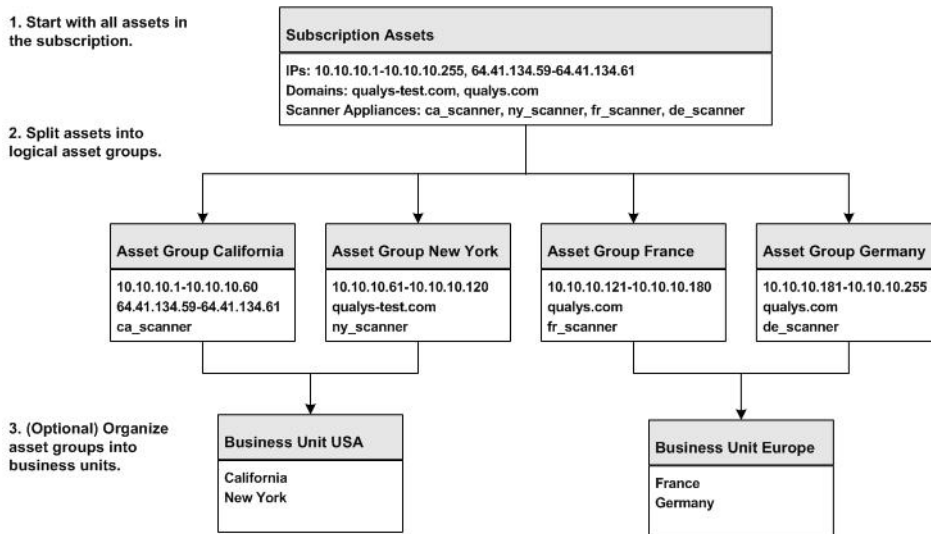 1. Start with all assets in
the subscription.
Subscription Assets
IPs: 10.10.10.1-10.10.10.255, 64.41.134.59-64.41.134.61
Domains: qualys-test.com, qualys.com
Scanner Appliances: ca_scanner, ny_scanner, fr_scanner, de_scanner
2. Split assets into
logical asset groups.
Asset Group California
10.10.10.1-10.10.10.60
64.41.134.59-64.41.134.61
ca_scanner
Asset Group New York
10.10.10.61-10.10.10.120
qualys-test.com
ny_scanner
Asset Group France
10.10.10.121-10.10.10.180
qualys.com
fr_scanner
Asset Group Germany
10.10.10.181-10.10.10.255
qualys.com
de_scanner
3. (Optional) Organize
asset groups into
business units.
Business Unit USA
California
New York
Business Unit Europe
France
Germany